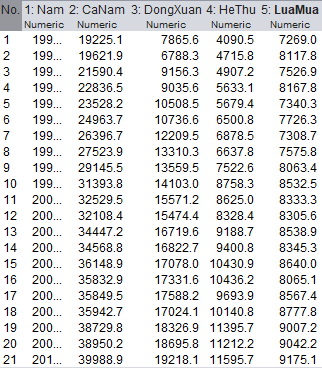 No. 1: Nam 2: CaNam 3: DongXuan 4: HeThu 5: LuaMua
Numeric Numeric Numeric Numeric Numeric
1 199... 19225.1 7865.6 4090.5 7269.0
2 199... 19621.9 6788.3 4715.8 8117.8
3 199... 21590.4 9156.3 4907.2 7526.9
4 199... 22836.5 9035.6 5633.1 8167.8
5 199... 23528.2 10508.5 5679.4 7340.3
6 199... 24963.7 10736.6 6500.8 7726.3
7 199... 26396.7 12209.5 6878.5 7308.7
8 199... 27523.9 13310.3 6637.8 7575.8
9 199... 29145.5 13559.5 7522.6 8063.4
10 199... 31393.8 14103.0 8758.3 8532.5
11 200... 32529.5 15571.2 8625.0 8333.3
12 200... 32108.4 15474.4 8328.4 8305.6
13 200... 34447.2 16719.6 9188.7 8538.9
14 200... 34568.8 16822.7 9400.8 8345.3
15 200... 36148.9 17078.0 10430.9 8640.0
16 200... 35832.9 17331.6 10436.2 8065.1
17 200... 35849.5 17588.2 9693.9 8567.4
18 200... 35942.7 17024.1 10140.8 8777.8
19 200... 38729.8 18326.9 11395.7 9007.2
20 200... 38950.2 18695.8 11212.2 9042.2
21 201... 39988.9 19218.1 11595.7 9175.1